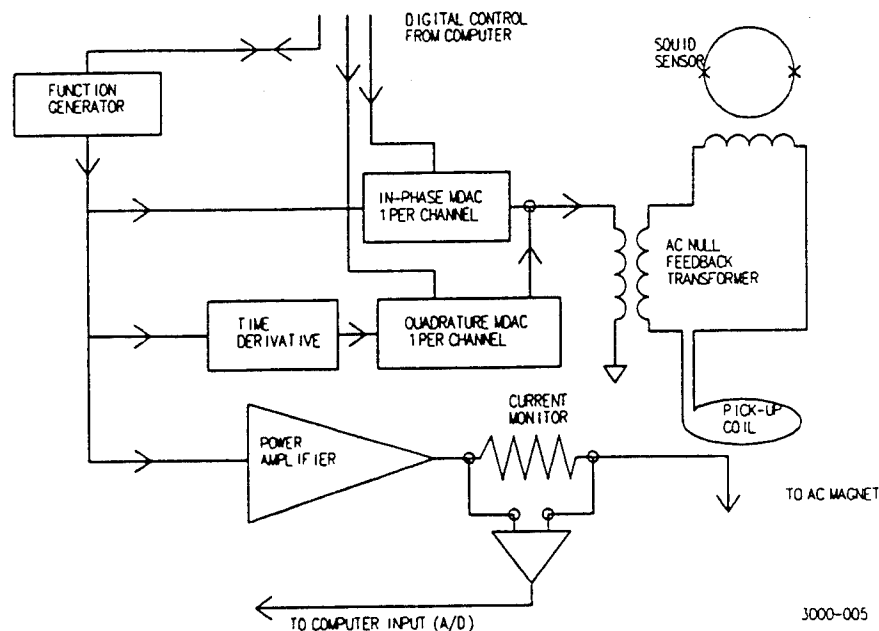 DIGITAL CONTROL
FROM COMPUTER
SQUID
SENSOR
FUNCTION
GENERATOR
IN-PHASE MDAC
1 PER CHANNEL
AC NULL
FEEDBACK
TRANSFORMER
TIME
DERIVATIVE
QUADRATURE MDAC
1 PER CHANNEL
CURRENT
MONITOR
PICK-UP
COIL
POWER
AMPLIFIER
TO AC MAGNET
TO COMPUTER INPUT (A/D)
3000-005